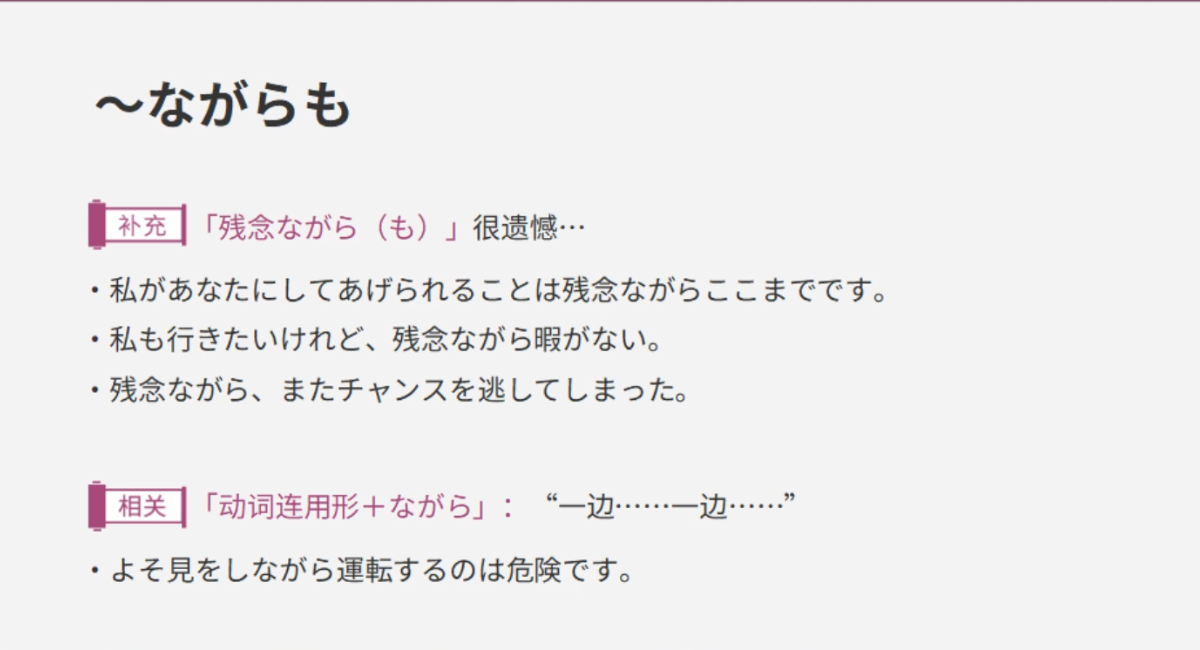 ～ながらも
补充 「残念ながら（も）」很遗憾…
・私があなたにしてあげられることは残念ながらここまでです。
・私も行きたいけれど、残念ながら暇がない。
・残念ながら、またチャンスを逃してしまった。
相关 「动词连用形＋ながら」： “一边……一边……”
・よそ見をしながら運転するのは危険です。